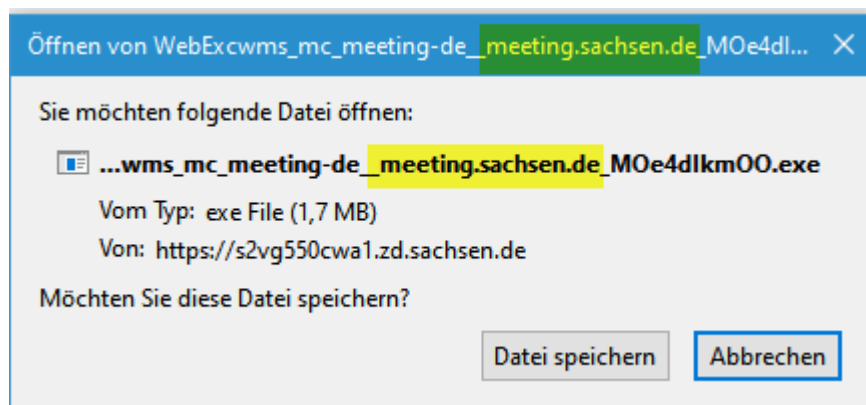 Öffnen von WebExcwms_mc_meeting-de__meeting.sachsen.de_MOe4dl...
Sie möchten folgende Datei öffnen:
...wms_mc_meeting-de__meeting.sachsen.de_MOe4dlkmOO.exe
Vom Typ: exe File (1,7 MB)
Von: https://s2vg550cwa1.zd.sachsen.de
Möchten Sie diese Datei speichern?
Datei speichern Abbrechen